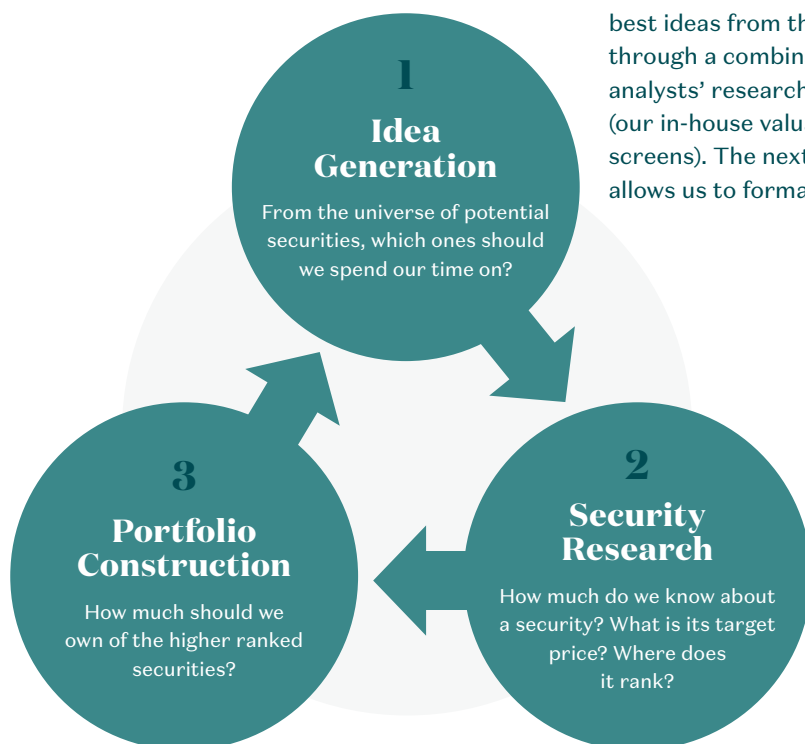 best ideas from th
through a combin
analysts’ research
(our in-house valu
screens). The next
allows us to forma
1
Idea
Generation
From the universe of potential
securities, which ones should
we spend our time on?
2
Security
Research
How much do we know about
a security? What is its target
price? Where does
it rank?
3
Portfolio
Construction
How much should we
own of the higher ranked
securities?